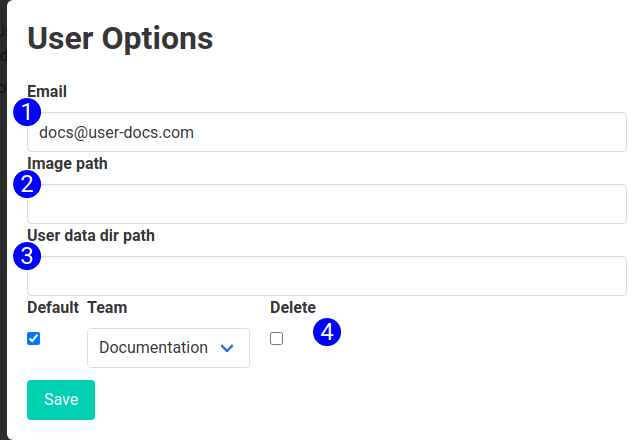 User Options
Email
1
docs@user-docs.com
Image path
2
User data dir path
3
Default Team Delete
4
Documentation
Save